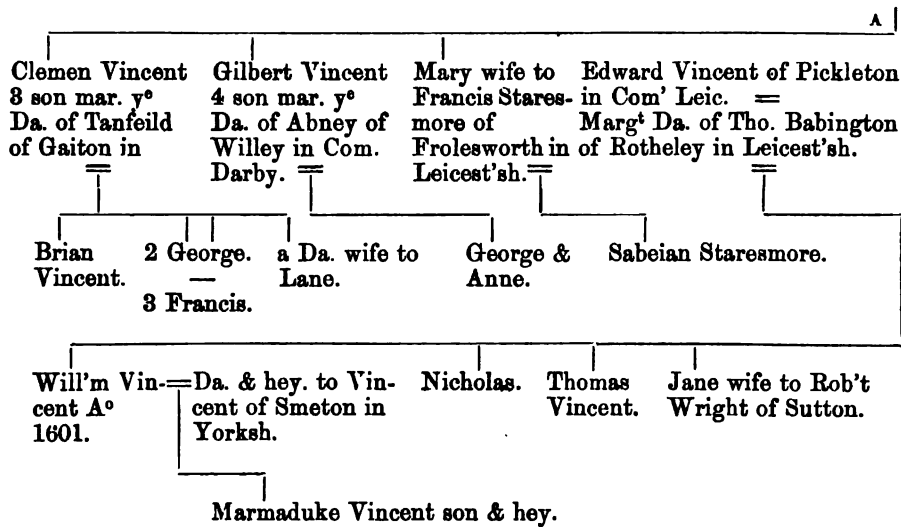 A
Clemen Vincent
3 son mar. yᵉ
Da. of Tanfeild
of Gaiton in
Gilbert Vincent
4 son mar. yᵉ
Da. of Abney of
Willey in Com.
Darby.
Mary wife to
Francis Stares-
more of
Frolesworth in
Leicest'sh.
Edward Vincent of Pickleton
in Com' Leic. =
Margᵗ Da. of Tho. Babington
of Rotheley in Leicest'sh.
Brian
Vincent.
2 George.
—
3 Francis.
a Da. wife to
Lane.
George &
Anne.
Sabeian Staresmore.
Will'm Vin-
cent Aº
1601.
=Da. & hey. to Vin-
cent of Smeton in
Yorksh.
Nicholas.
Thomas
Vincent.
Jane wife to Rob't
Wright of Sutton.
Marmaduke Vincent son & hey.